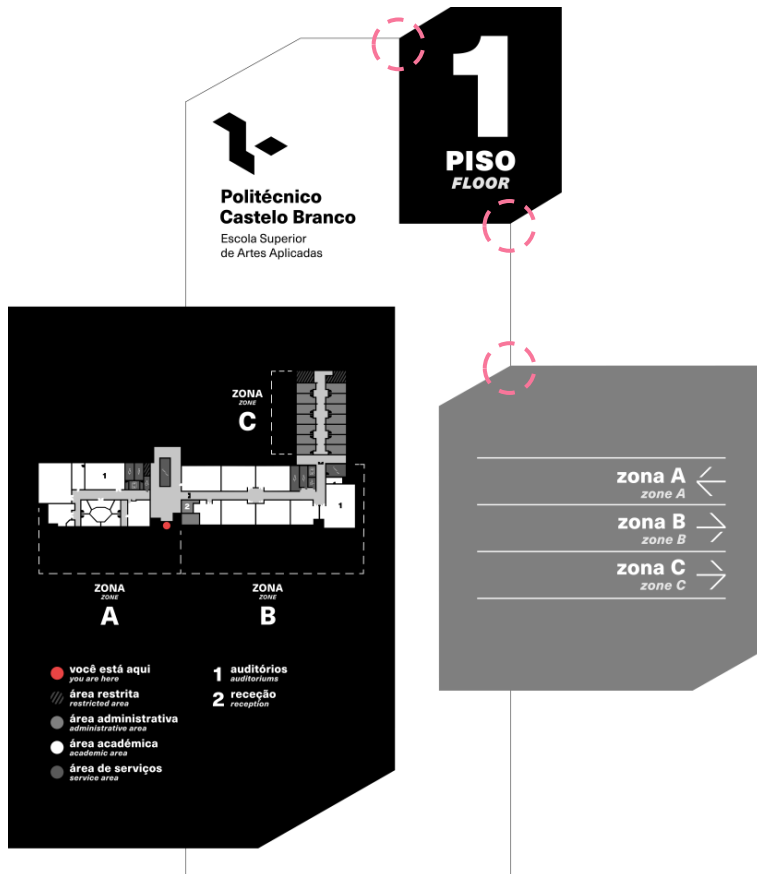 1
PISO
FLOOR
Politécnico
Castelo Branco
Escola Superior
de Artes Aplicadas
ZONA
ZONE
C
1
2
1
ZONA
ZONE
A
ZONA
ZONE
B
você está aqui
you are here
área restrita
restricted area
área administrativa
administrative area
área académica
academic area
área de serviços
service area
1 auditórios
auditoriums
2 receção
reception
zona A
zone A
zona B
zone B
zona C
zone C